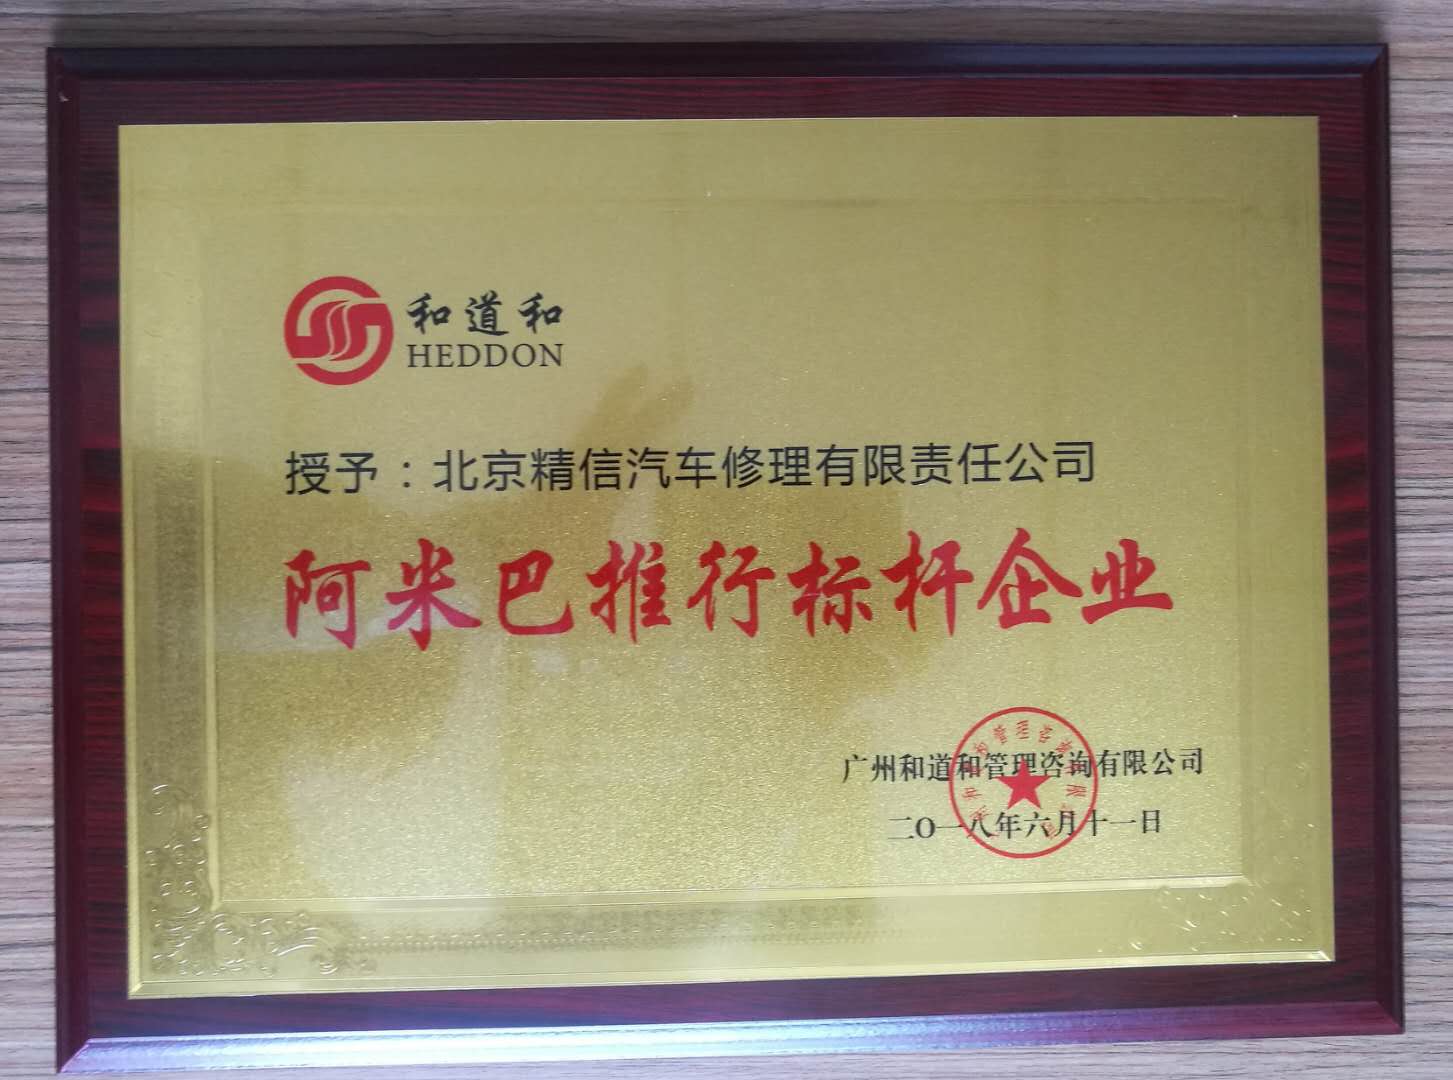 和道和
HEDDON
授予：北京精信汽车修理有限责任公司
阿米巴推行标杆企业
广州和道和管理咨询有限公司
二O一八年六月十一日